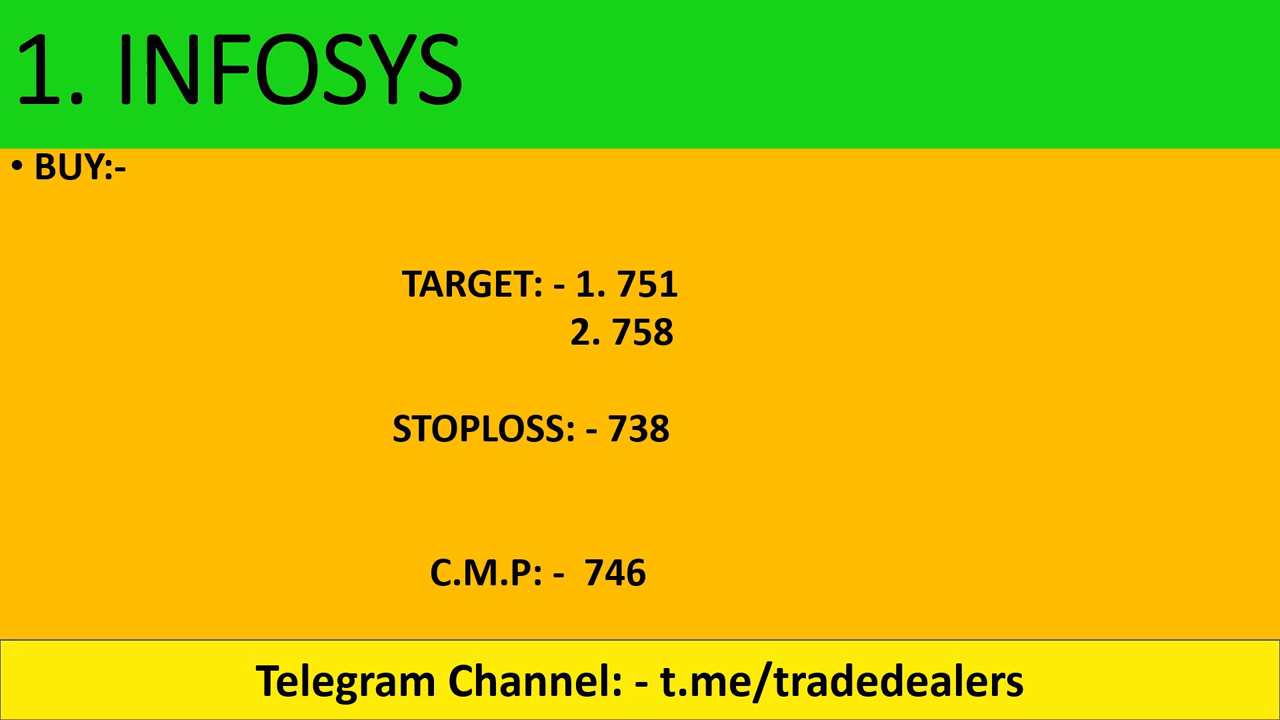 1. INFOSYS
• BUY:-
TARGET: - 1. 751
2. 758
STOPLOSS: - 738
C.M.P: -  746
Telegram Channel: - t.me/tradedealers